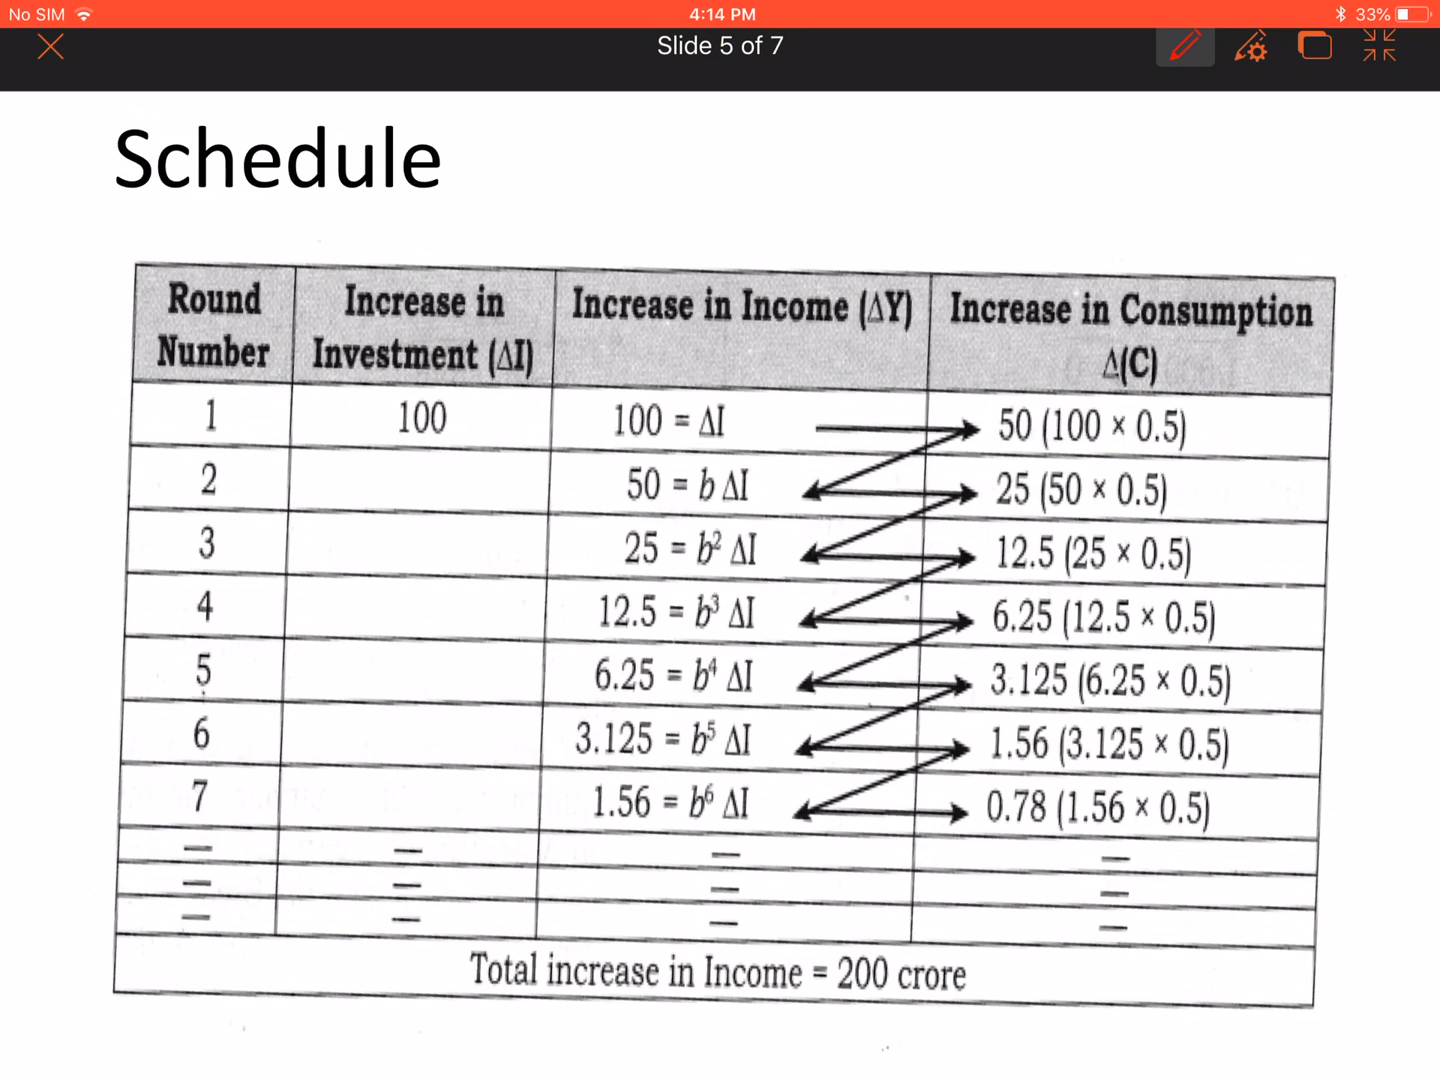 No SIM
4:14 PM
33%
Slide 5 of 7
Schedule
Round Number
Increase in Investment (ΔI)
Increase in Income (ΔY)
Increase in Consumption Δ(C)
1 100 100 = ΔI 50 (100 × 0.5)
2 50 = b ΔI 25 (50 × 0.5)
3 25 = b² ΔI 12.5 (25 × 0.5)
4 12.5 = b³ ΔI 6.25 (12.5 × 0.5)
5 6.25 = b⁴ ΔI 3.125 (6.25 × 0.5)
6 3.125 = b⁵ ΔI 1.56 (3.125 × 0.5)
7 1.56 = b⁶ ΔI 0.78 (1.56 × 0.5)
— — — —
— — — —
— — — —
Total increase in Income = 200 crore